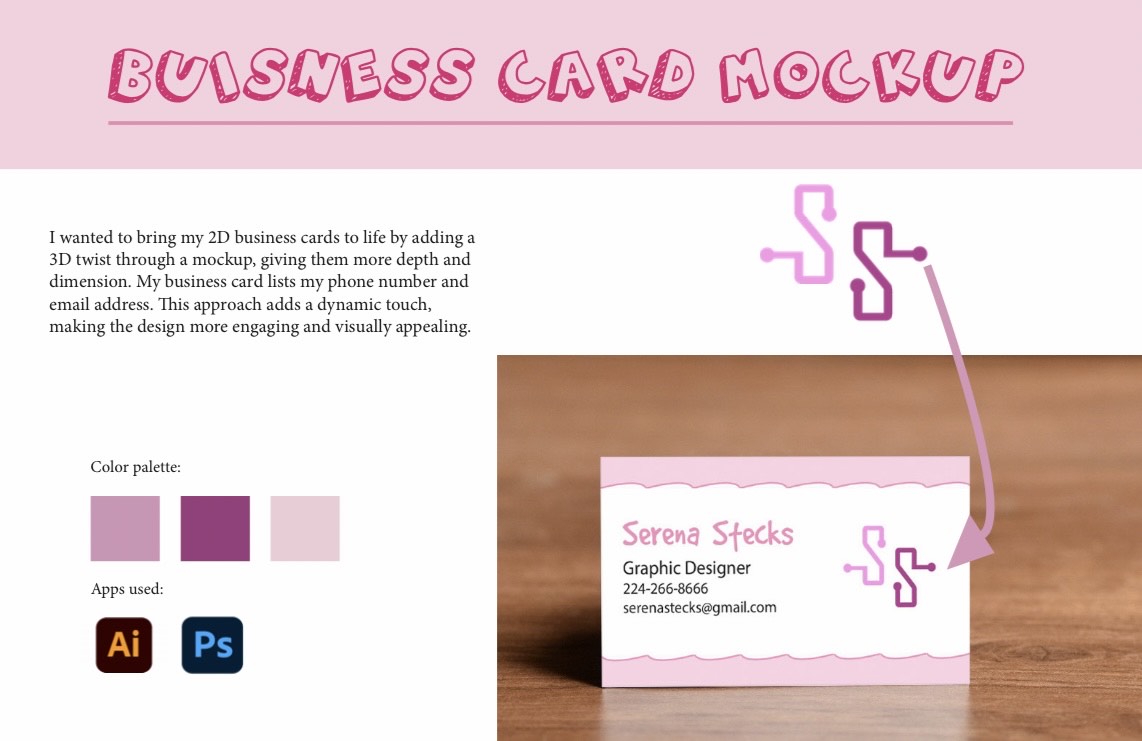 BUISNESS CARD MOCKUP
I wanted to bring my 2D business cards to life by adding a
3D twist through a mockup, giving them more depth and
dimension. My business card lists my phone number and
email address. This approach adds a dynamic touch,
making the design more engaging and visually appealing.
Color palette:
Apps used:
Ai Ps
Serena Stecks
Graphic Designer
224-266-8666
serenastecks@gmail.com